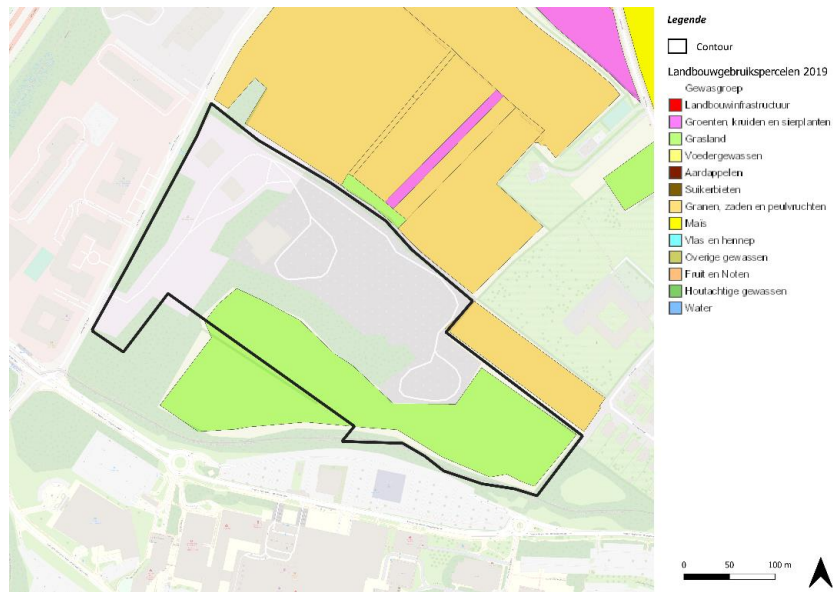 Legende
Contour
Landbouwgebruikspercelen 2019
Gewasgroep
Landbouwinfrastructuur
Groenten, kruiden en sierplanten
Grasland
Voedergewassen
Aardappelen
Suikerbieten
Granen, zaden en peulvruchten
Maïs
Vlas en hennep
Overige gewassen
Fruit en Noten
Houtachtige gewassen
Water
0 50 100 m